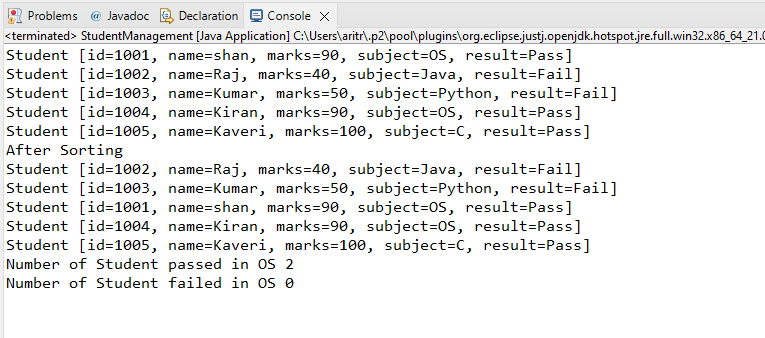 Problems @ Javadoc Declaration Console
<terminated> StudentManagement [Java Application] C:\Users\aritr\.p2\pool\plugins\org.eclipse.justj.openjdk.hotspot.jre.full.win32.x86_64_21.0
Student [id=1001, name=shan, marks=90, subject=OS, result=Pass]
Student [id=1002, name=Raj, marks=40, subject=Java, result=Fail]
Student [id=1003, name=Kumar, marks=50, subject=Python, result=Fail]
Student [id=1004, name=Kiran, marks=90, subject=OS, result=Pass]
Student [id=1005, name=Kaveri, marks=100, subject=C, result=Pass]
After Sorting
Student [id=1002, name=Raj, marks=40, subject=Java, result=Fail]
Student [id=1003, name=Kumar, marks=50, subject=Python, result=Fail]
Student [id=1001, name=shan, marks=90, subject=OS, result=Pass]
Student [id=1004, name=Kiran, marks=90, subject=OS, result=Pass]
Student [id=1005, name=Kaveri, marks=100, subject=C, result=Pass]
Number of Student passed in OS 2
Number of Student failed in OS 0